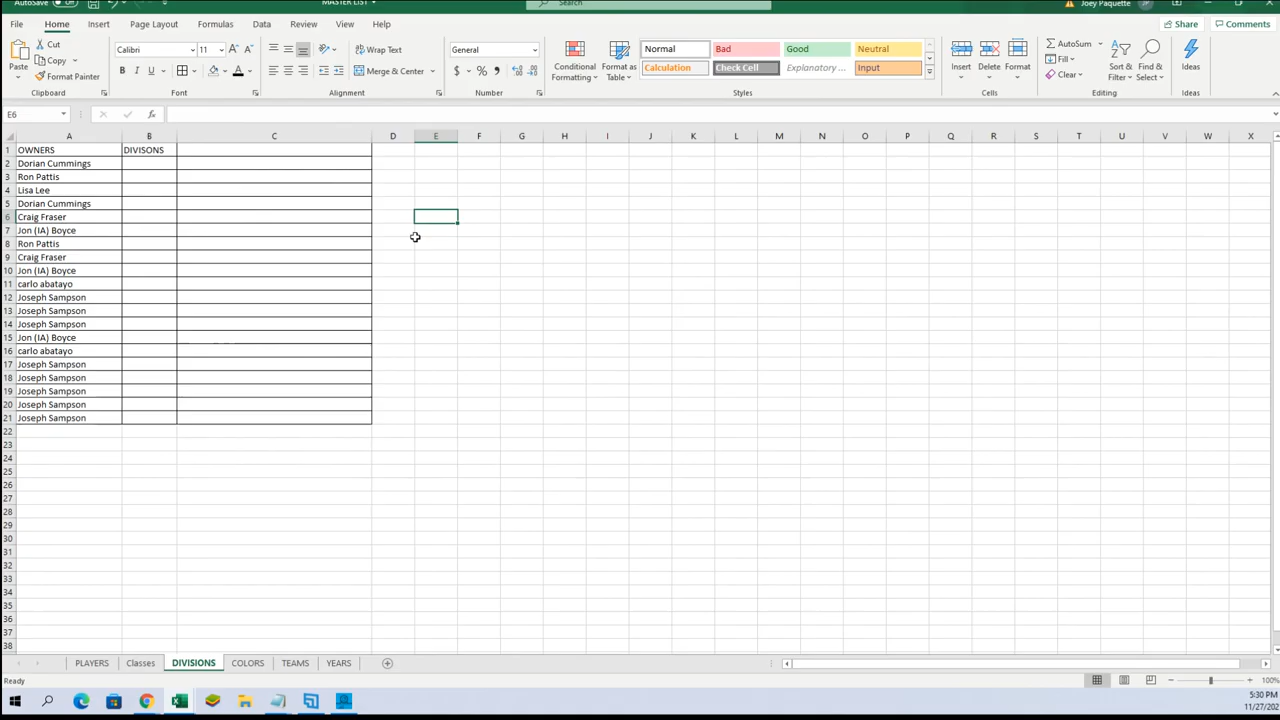 AutoSave Off MASTER LIST Search Joey Paquette JP
File Home Insert Draw Page Layout Formulas Data Review View Help Share Comments
Paste Cut Copy Format Painter Clipboard
Calibri 11 B I U Font
Wrap Text Merge & Center Alignment
General $ % Number
Conditional Formatting Format as Table
Normal Bad Good Neutral
Calculation Check Cell Explanatory ... Input
Styles
Insert Delete Format Cells
AutoSum Fill Clear Sort & Filter Find & Select Editing
Ideas Ideas
E6 fx
A B C D E F G H I J K L M N O P Q R S T U V W X
1 OWNERS DIVISONS
2 Dorian Cummings
3 Ron Pattis
4 Lisa Lee
5 Dorian Cummings
6 Craig Fraser
7 Jon (IA) Boyce
8 Ron Pattis
9 Craig Fraser
10 Jon (IA) Boyce
11 carlo abatayo
12 Joseph Sampson
13 Joseph Sampson
14 Joseph Sampson
15 Jon (IA) Boyce
16 carlo abatayo
17 Joseph Sampson
18 Joseph Sampson
19 Joseph Sampson
20 Joseph Sampson
21 Joseph Sampson
22
23
24
25
26
27
28
29
30
31
32
33
34
35
36
37
38
PLAYERS Classes DIVISIONS COLORS TEAMS YEARS
Ready 100%
5:30 PM
11/27/202